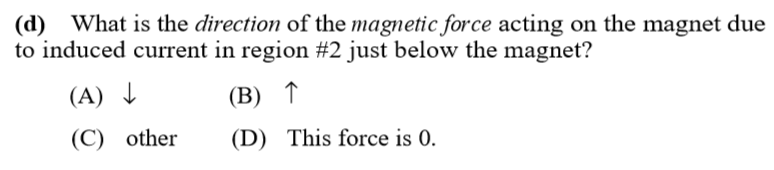 (d) What is the direction of the magnetic force acting on the magnet due
to induced current in region #2 just below the magnet?
(A) ↓ (B) ↑
(C) other (D) This force is 0.